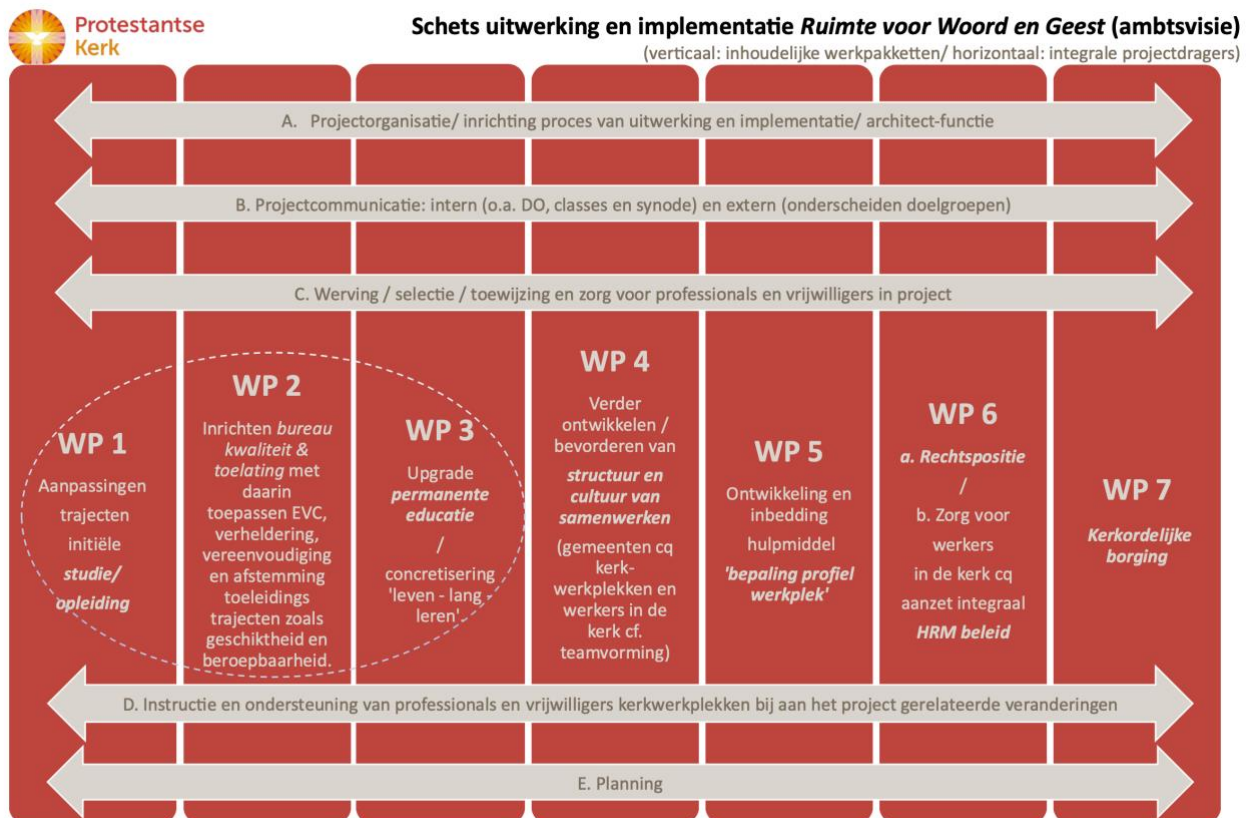 Protestantse
Kerk
Schets uitwerking en implementatie Ruimte voor Woord en Geest (ambtsvisie)
(verticaal: inhoudelijke werkpakketten/ horizontaal: integrale projectdragers)
A. Projectorganisatie/ inrichting proces van uitwerking en implementatie/ architect-functie
B. Projectcommunicatie: intern (o.a. DO, classes en synode) en extern (onderscheiden doelgroepen)
C. Werving / selectie / toewijzing en zorg voor professionals en vrijwilligers in project
WP 1
Aanpassingen
trajecten
initiële
studie/
opleiding
WP 2
Inrichten bureau
kwaliteit &
toelating met
daarin
toepassen EVC,
verheldering,
vereenvoudiging
en afstemming
toeleidings
trajecten zoals
geschiktheid en
beroepbaarheid.
WP 3
Upgrade
permanente
educatie
/
concretisering
'leven - lang -
leren'
WP 4
Verder
ontwikkelen /
bevorderen van
structuur en
cultuur van
samenwerken
(gemeenten cq
kerk-
werkplekken en
werkers in de
kerk cf.
teamvorming)
WP 5
Ontwikkeling en
inbedding
hulpmiddel
'bepaling profiel
werkplek'
WP 6
a. Rechtspositie
/
b. Zorg voor
werkers
in de kerk cq
aanzet integraal
HRM beleid
WP 7
Kerkordelijke
borging
D. Instructie en ondersteuning van professionals en vrijwilligers kerkwerkplekken bij aan het project gerelateerde veranderingen
E. Planning